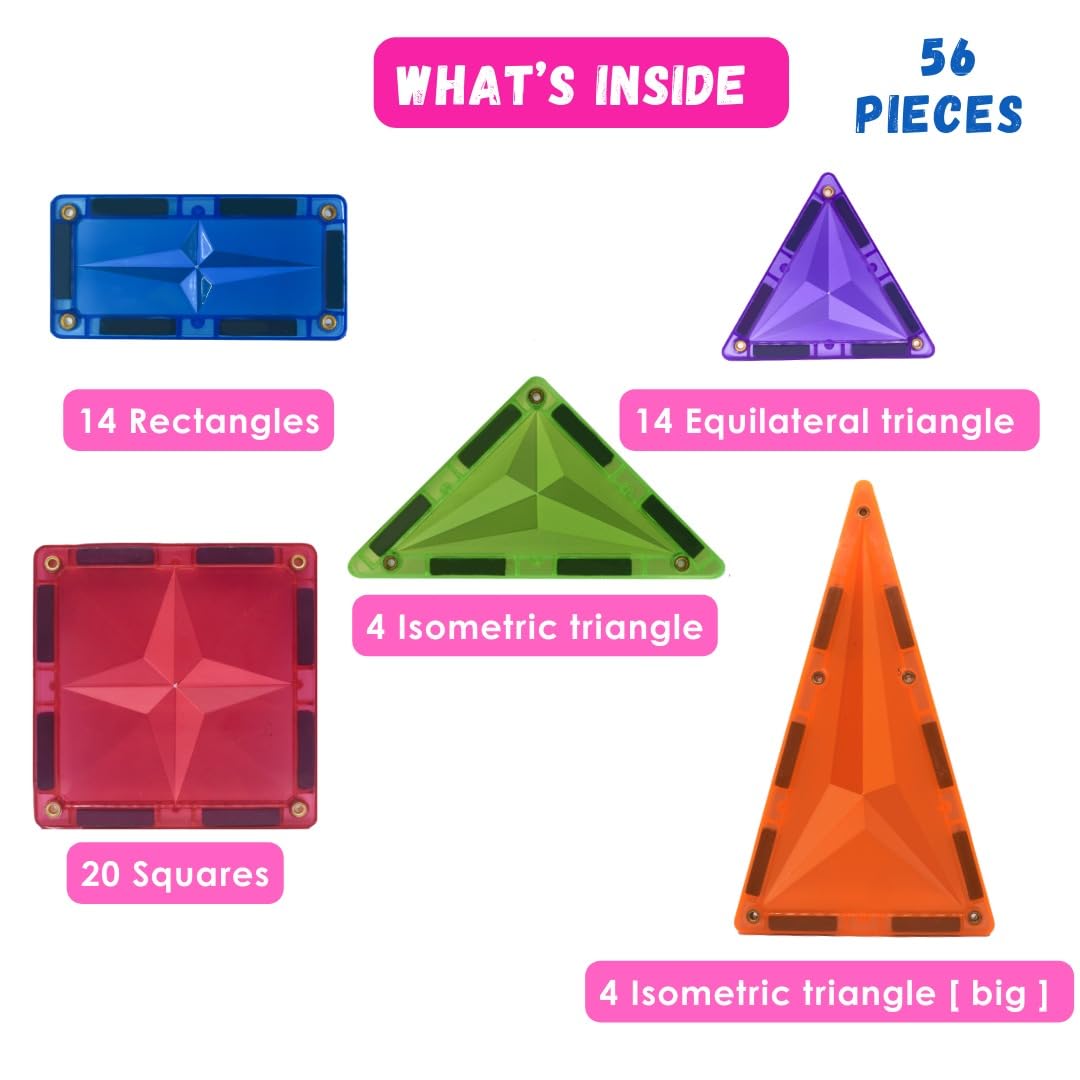 WHAT'S INSIDE
56
PIECES
14 Rectangles
14 Equilateral triangle
4 Isometric triangle
20 Squares
4 Isometric triangle [ big ]